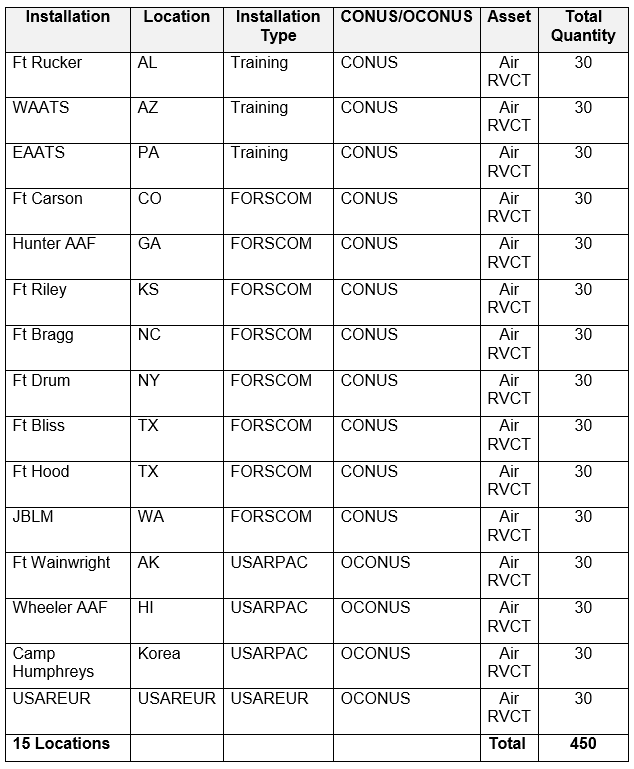 Installation Location Installation Type CONUS/OCONUS Asset Total Quantity
Ft Rucker AL Training CONUS Air RVCT 30
WAATS AZ Training CONUS Air RVCT 30
EAATS PA Training CONUS Air RVCT 30
Ft Carson CO FORSCOM CONUS Air RVCT 30
Hunter AAF GA FORSCOM CONUS Air RVCT 30
Ft Riley KS FORSCOM CONUS Air RVCT 30
Ft Bragg NC FORSCOM CONUS Air RVCT 30
Ft Drum NY FORSCOM CONUS Air RVCT 30
Ft Bliss TX FORSCOM CONUS Air RVCT 30
Ft Hood TX FORSCOM CONUS Air RVCT 30
JBLM WA FORSCOM CONUS Air RVCT 30
Ft Wainwright AK USARPAC OCONUS Air RVCT 30
Wheeler AAF HI USARPAC OCONUS Air RVCT 30
Camp Humphreys Korea USARPAC OCONUS Air RVCT 30
USAREUR USAREUR USAREUR OCONUS Air RVCT 30
15 Locations Total 450